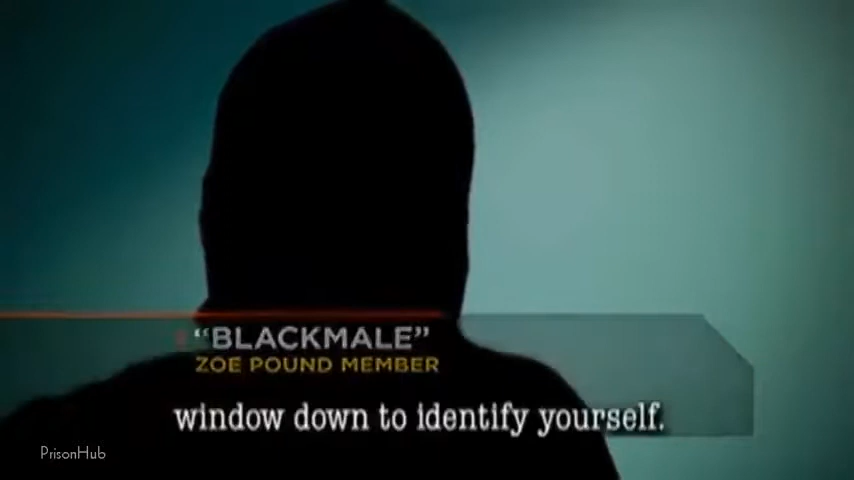 “BLACKMALE”
ZOE POUND MEMBER
window down to identify yourself.
PrisonHub